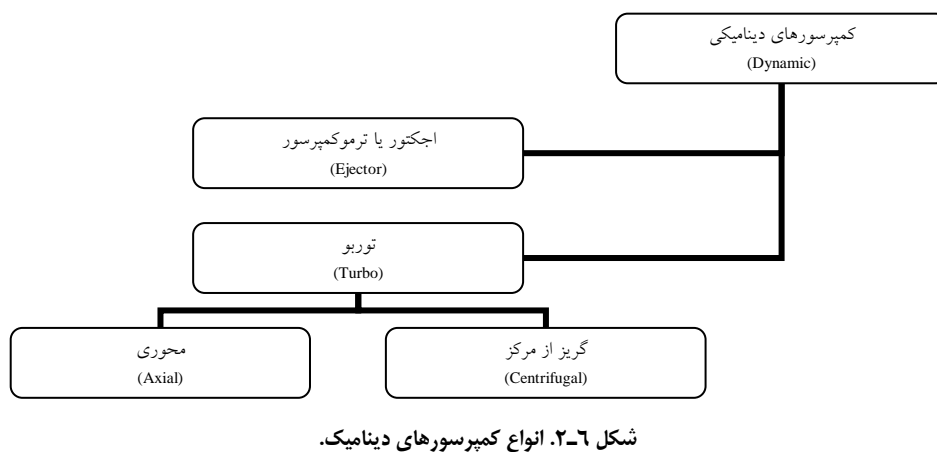 کمپرسورهای دینامیکی
(Dynamic)
اجکتور یا ترموکمپرسور
(Ejector)
توربو
(Turbo)
گریز از مرکز
(Centrifugal)
محوری
(Axial)
شکل ٦ـ٢. انواع کمپرسورهای دینامیک.